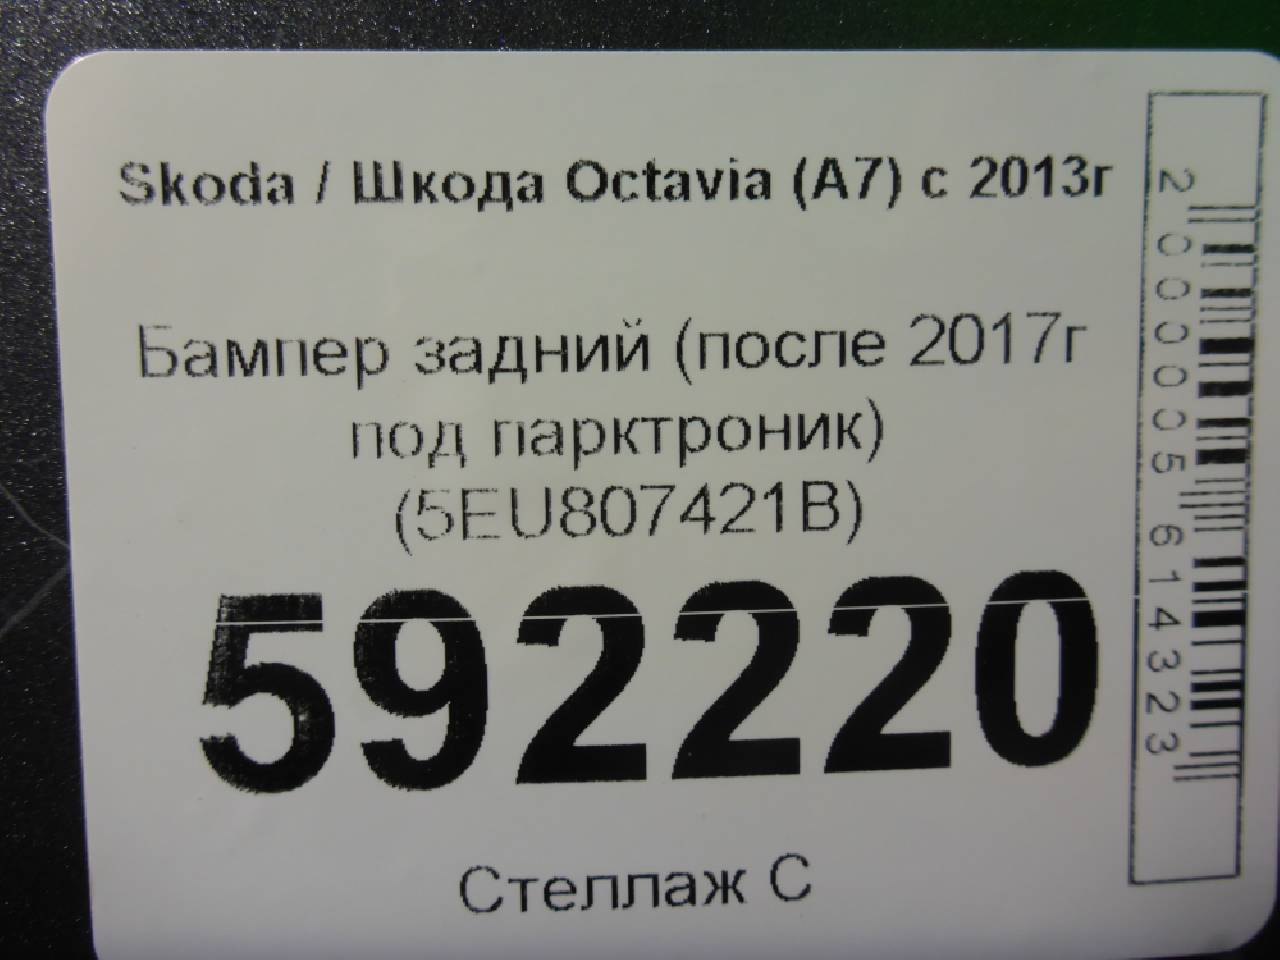 Skoda / Шкода Octavia (A7) с 2013г
Бампер задний (после 2017г
под парктроник)
(5EU807421B)
592220
Стеллаж С
2000005614323